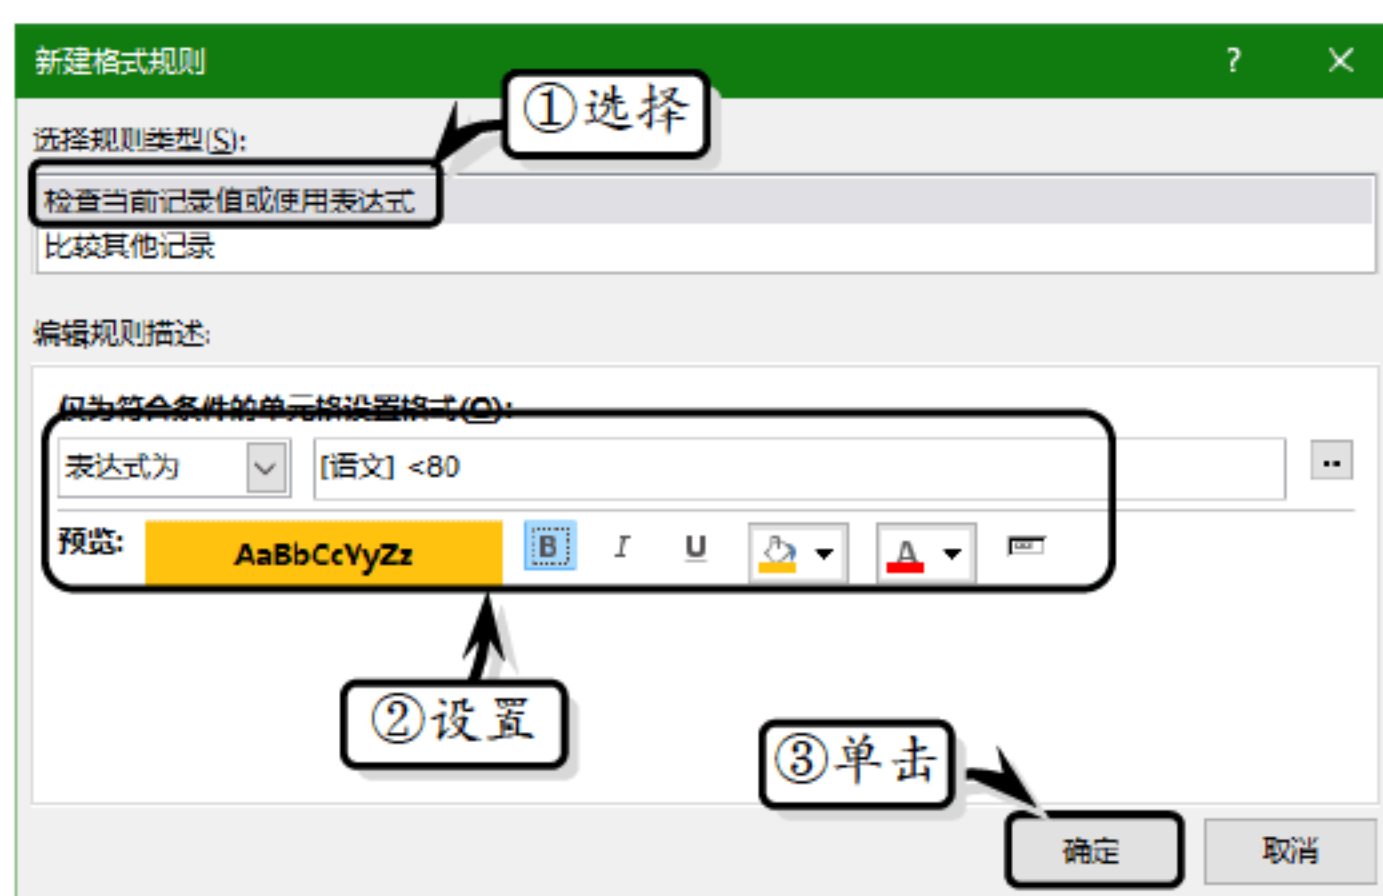 新建格式规则 ? ×
①选择
选择规则类型(S):
检查当前记录值或使用表达式
比较其他记录
编辑规则描述:
仅为符合条件的单元格设置格式(O):
表达式为 [语文] <80 ..
预览: AaBbCcYyZz B I U A
②设置
③单击
确定 取消